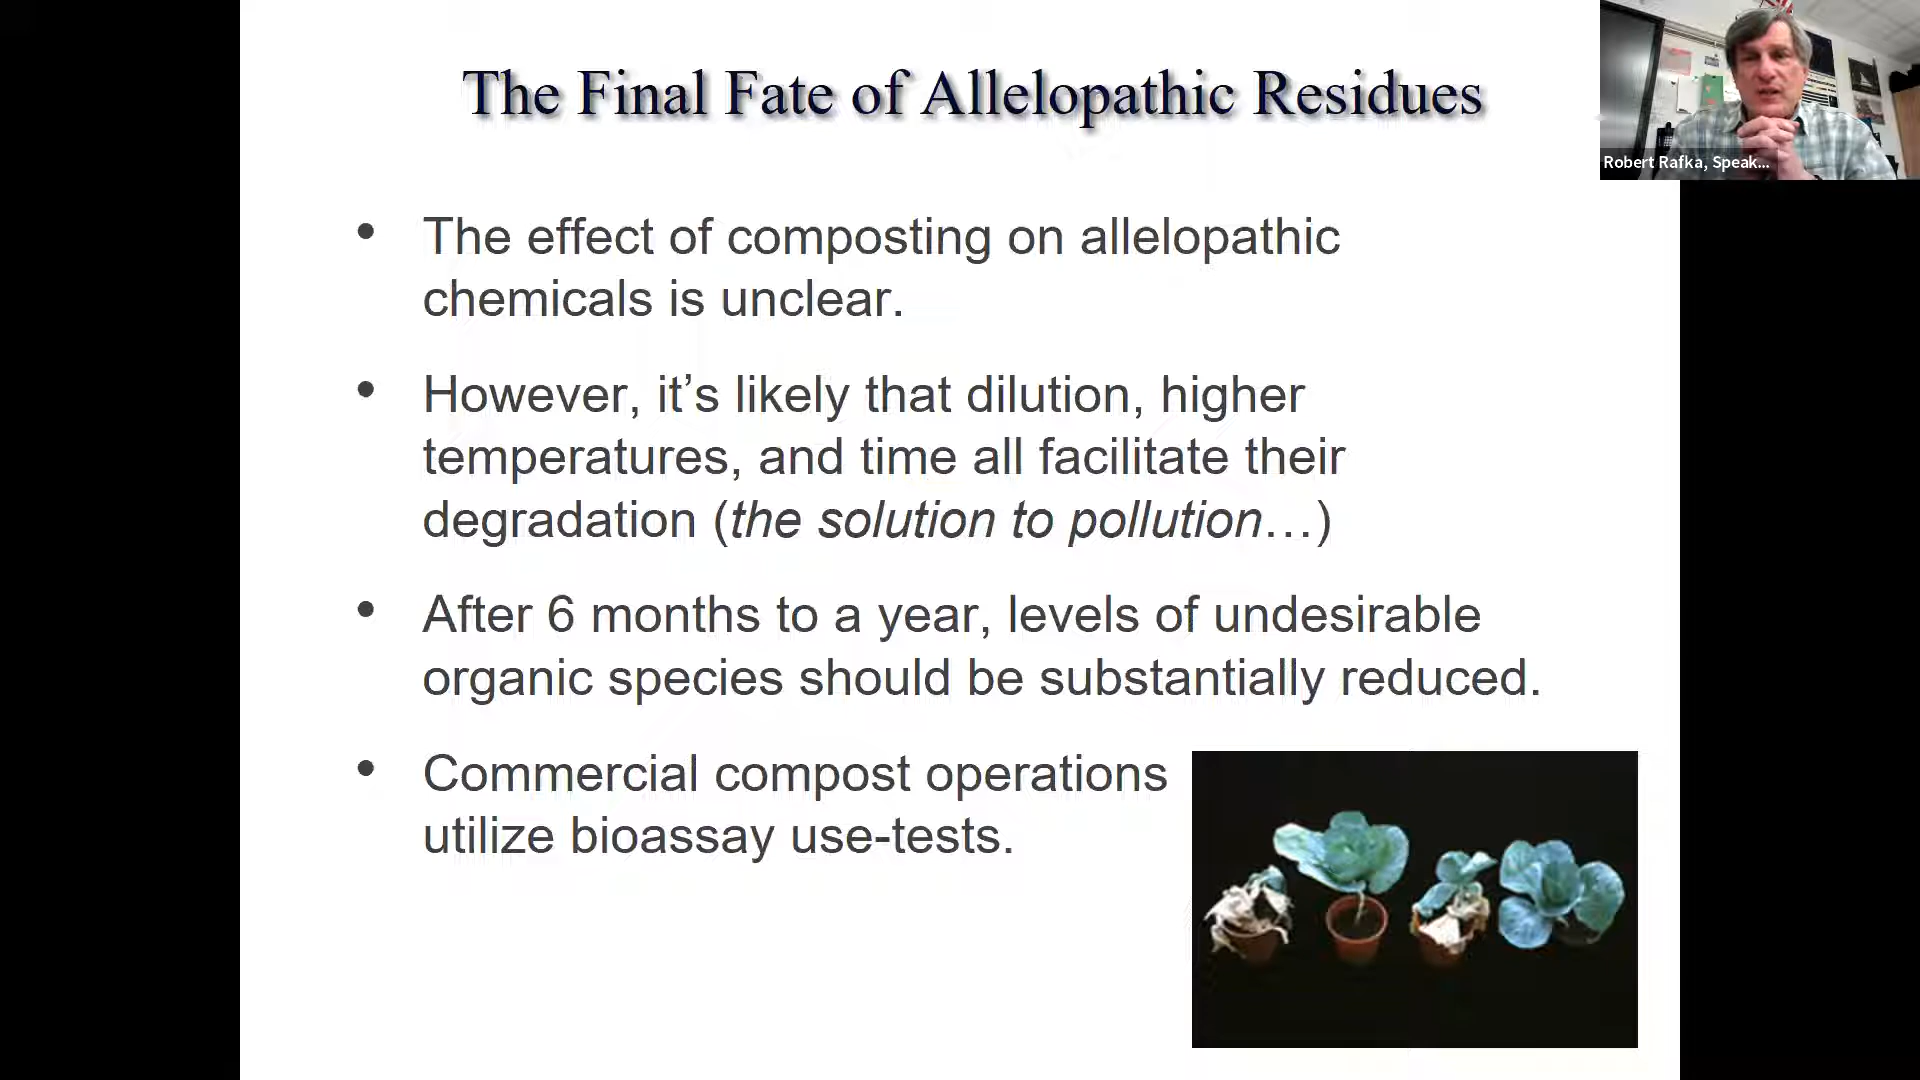 The Final Fate of Allelopathic Residues
Robert Rafka, Speak...
• The effect of composting on allelopathic
chemicals is unclear.
• However, it’s likely that dilution, higher
temperatures, and time all facilitate their
degradation (the solution to pollution…)
• After 6 months to a year, levels of undesirable
organic species should be substantially reduced.
• Commercial compost operations
utilize bioassay use-tests.